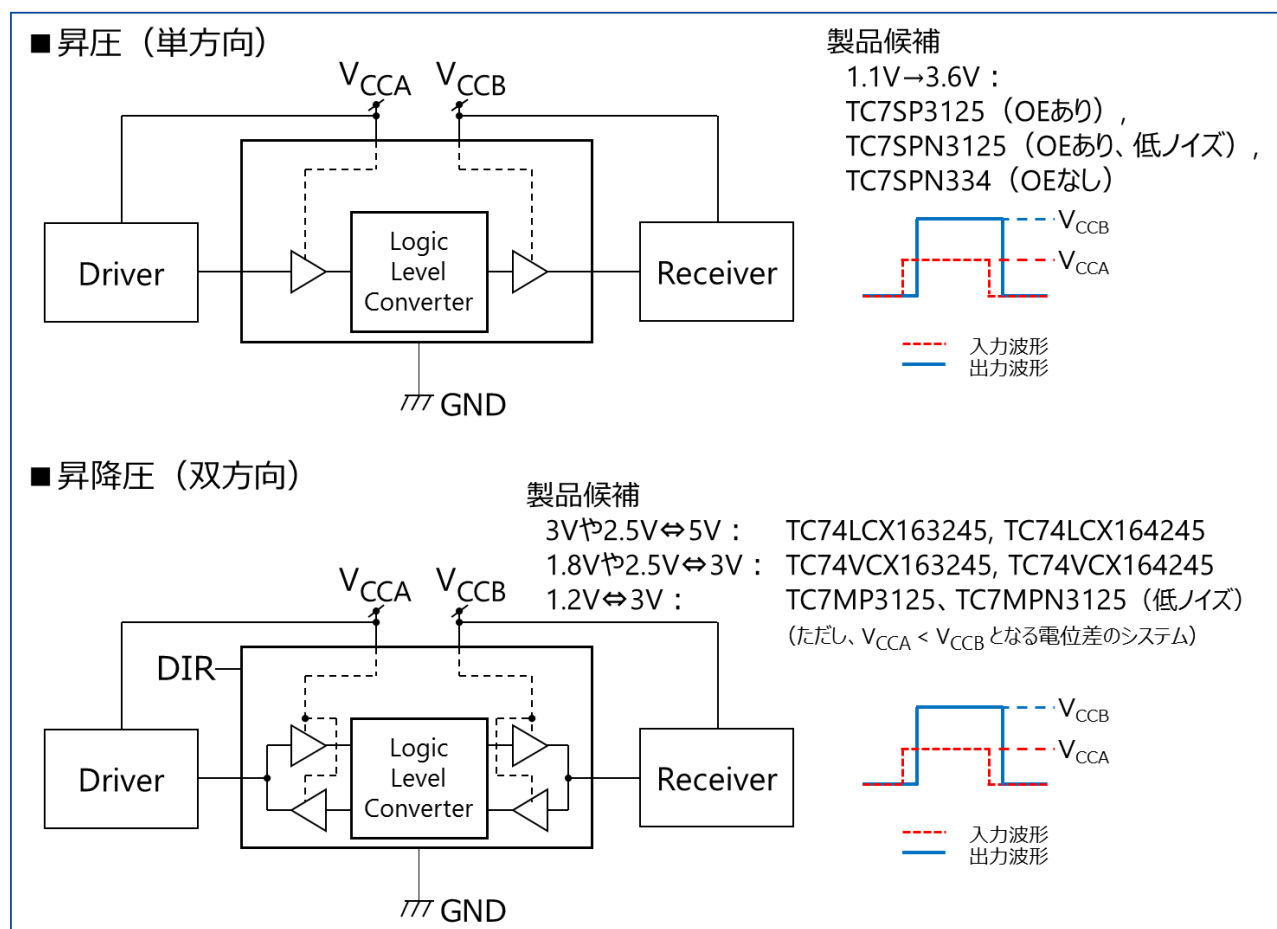 ■昇圧（単方向）
製品候補
1.1V→3.6V：
TC7SP3125（OEあり）,
TC7SPN3125（OEあり、低ノイズ）,
TC7SPN334（OEなし）
VCCA
VCCB
Driver
Logic
Level
Converter
Receiver
GND
VCCB
VCCA
入力波形
出力波形
■昇降圧（双方向）
製品候補
3Vや2.5V⇔5V： TC74LCX163245, TC74LCX164245
1.8Vや2.5V⇔3V： TC74VCX163245, TC74VCX164245
1.2V⇔3V： TC7MP3125、TC7MPN3125（低ノイズ）
（ただし、VCCA < VCCB となる電位差のシステム）
VCCA
VCCB
DIR
Driver
Logic
Level
Converter
Receiver
GND
VCCB
VCCA
入力波形
出力波形